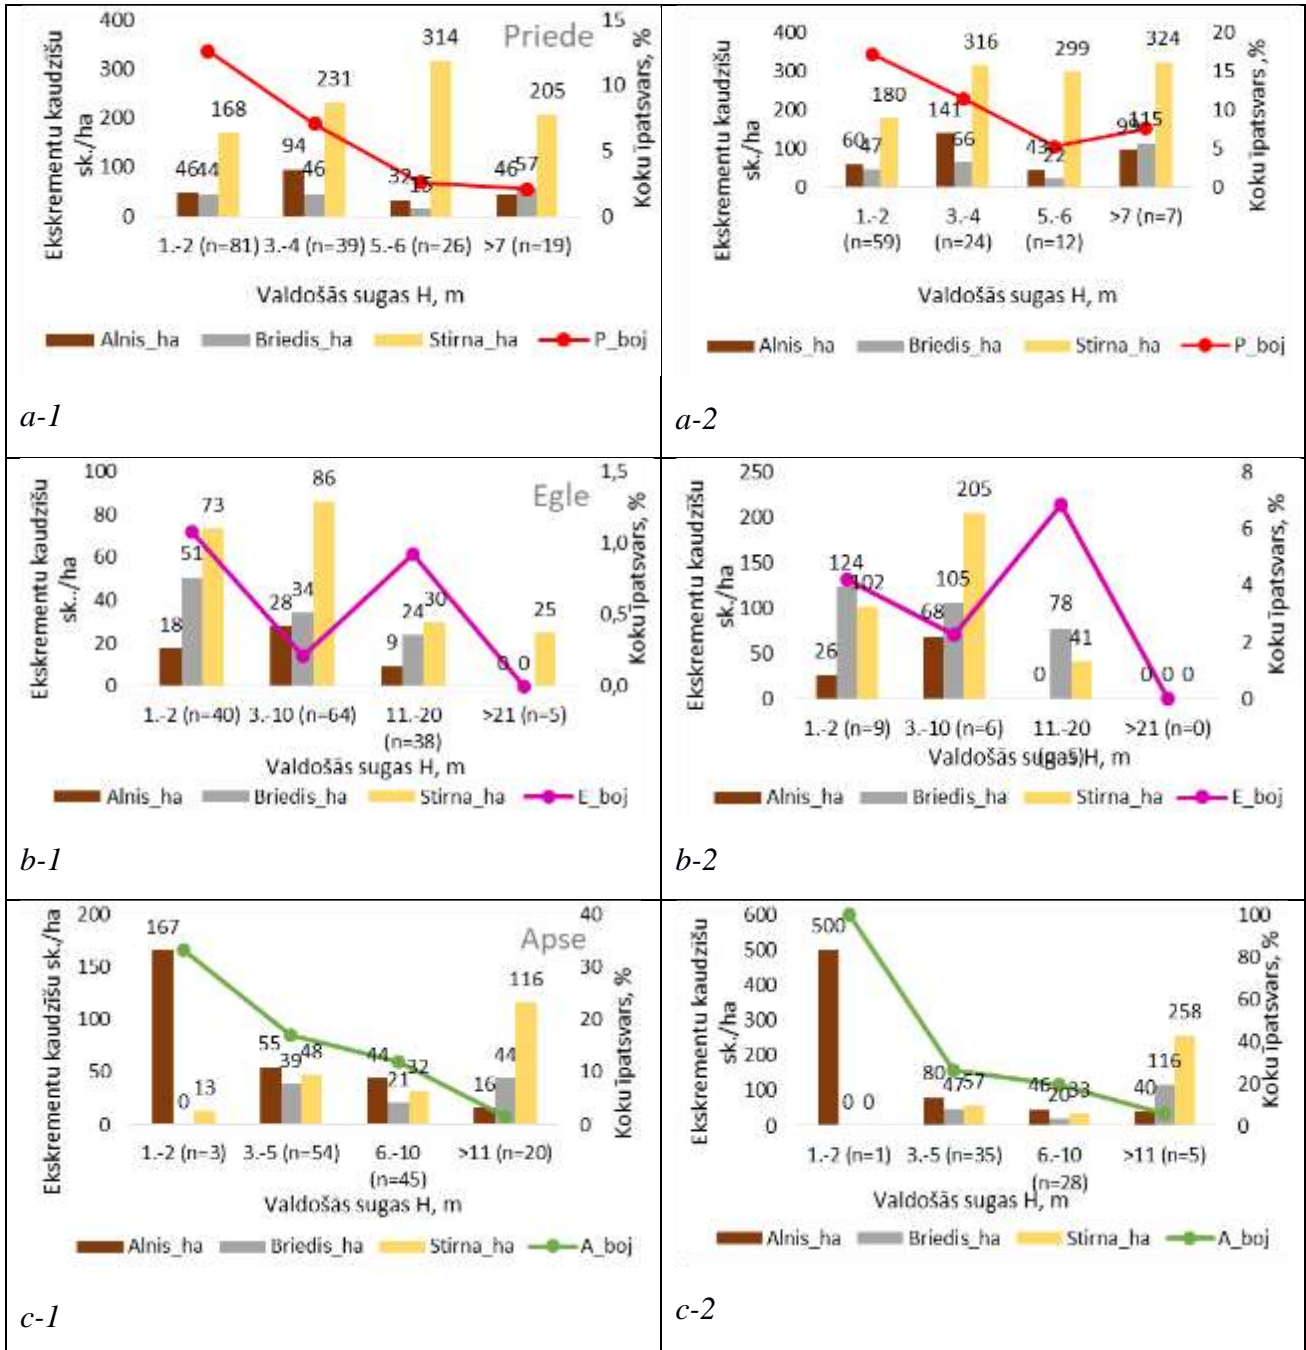 Ekskrementu kaudzīšu
sk./ha
400
300
200
100
0
Priede
15
10
5
0
Koku īpatsvars, %
46 44 168
94 46 231
32 15 314
46 57 205
1.-2 (n=81) 3.-4 (n=39) 5.-6 (n=26) >7 (n=19)
Valdošās sugas H, m
Alnis_ha Briedis_ha Stirna_ha P_boj
a-1
Ekskrementu kaudzīšu
sk./ha
400
300
200
100
0
20
15
10
5
0
Koku īpatsvars ,%
60 47 180
141 66 316
43 22 299
99 115 324
1.-2 3.-4 5.-6 >7 (n=7)
(n=59) (n=24) (n=12)
Valdošās sugas H, m
Alnis_ha Briedis_ha Stirna_ha P_boj
a-2
Ekskrementu kaudzīšu
sk../ha
100
80
60
40
20
0
Egle
1,5
1,0
0,5
0,0
Koku īpatsvars, %
18 51 73
28 34 86
9 24 30
0 0 25
1.-2 (n=40) 3.-10 (n=64) 11.-20 >21 (n=5)
(n=38)
Valdošās sugas H, m
Alnis_ha Briedis_ha Stirna_ha E_boj
b-1
Ekskrementu kaudzīšu
sk./ha
250
200
150
100
50
0
8
6
4
2
0
Koku īpatsvars, %
26 124 102
68 105 205
0 78 41
0 0 0
1.-2 (n=9) 3.-10 (n=6) 11.-20 >21 (n=0)
(n=5)
Valdošās sugas H, m
Alnis_ha Briedis_ha Stirna_ha E_boj
b-2
Ekskrementu kaudzīšu sk./ha
200
150
100
50
0
Apse
40
30
20
10
0
Koku īpatsvars, %
167 0 13
55 39 48
44 21 32
16 44 116
1.-2 (n=3) 3.-5 (n=54) 6.-10 >11 (n=20)
(n=45)
Valdošās sugas H, m
Alnis_ha Briedis_ha Stirna_ha A_boj
c-1
Ekskrementu kaudzīšu
sk./ha
600
500
400
300
200
100
0
100
80
60
40
20
0
Koku īpatsvars, %
500 0 0
80 47 57
46 20 33
40 116 258
1.-2 (n=1) 3.-5 (n=35) 6.-10 >11 (n=5)
(n=28)
Valdošās sugas H, m
Alnis_ha Briedis_ha Stirna_ha A_boj
c-2